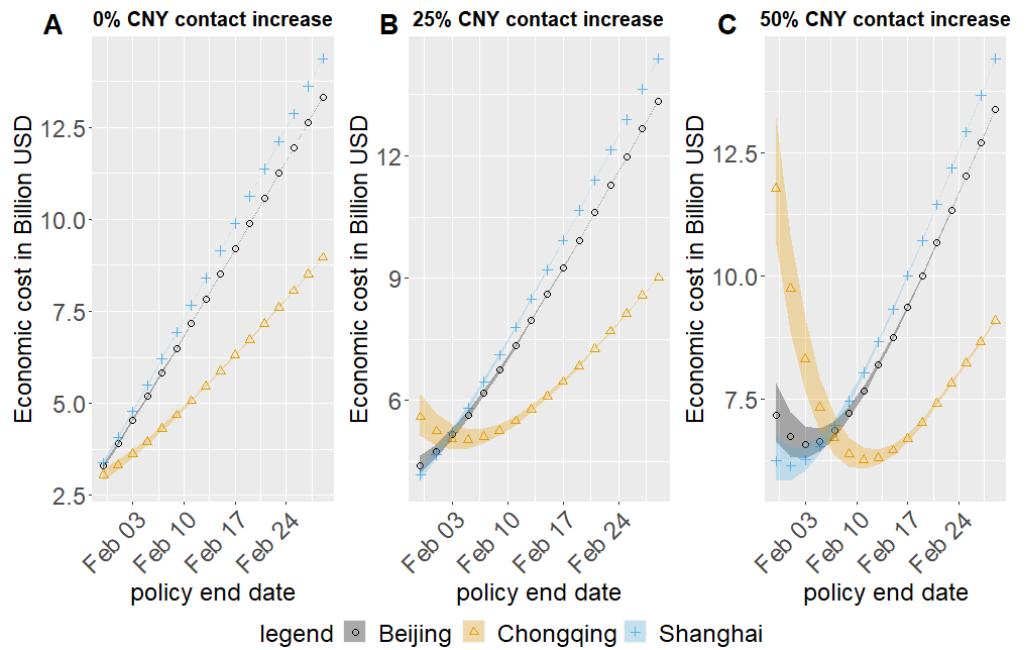 A 0% CNY contact increase
B 25% CNY contact increase
C 50% CNY contact increase
Economic cost in Billion USD
12.5
10.0
7.5
5.0
2.5
Feb 03
Feb 10
Feb 17
Feb 24
policy end date
Economic cost in Billion USD
12
9
6
Feb 03
Feb 10
Feb 17
Feb 24
policy end date
Economic cost in Billion USD
12.5
10.0
7.5
Feb 03
Feb 10
Feb 17
Feb 24
policy end date
legend Beijing Chongqing Shanghai